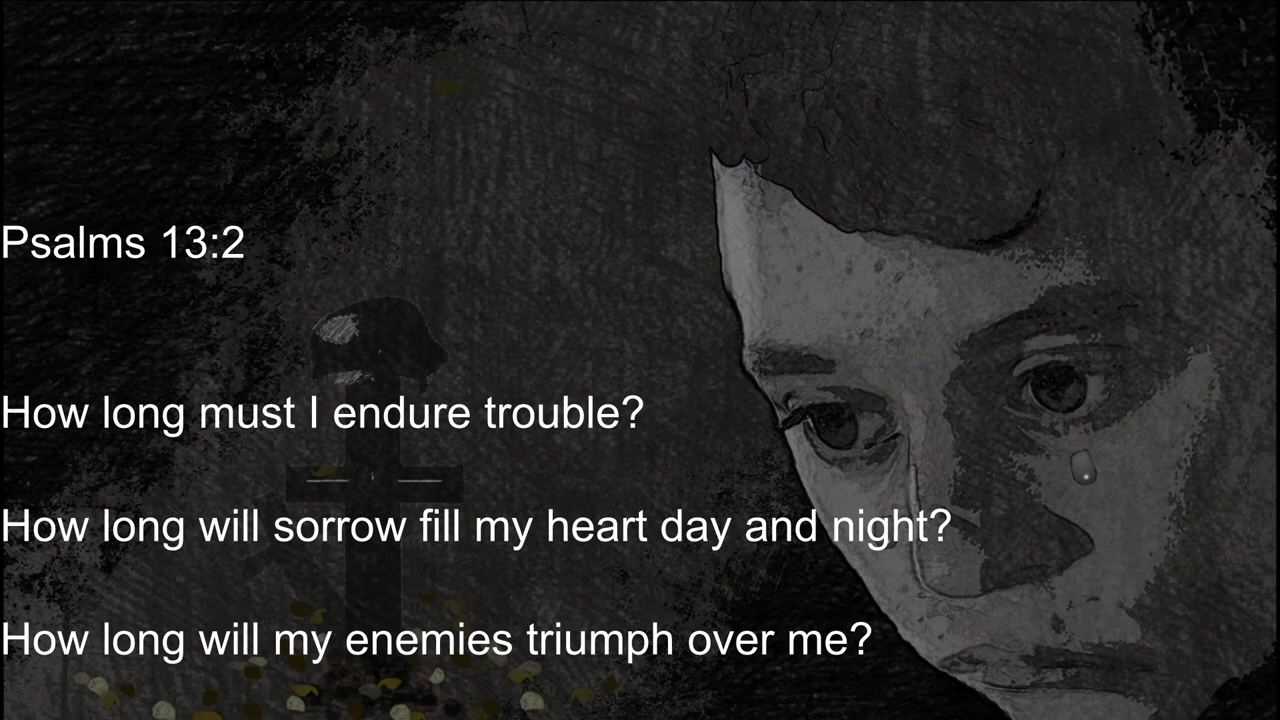 Psalms 13:2
How long must I endure trouble?
How long will sorrow fill my heart day and night?
How long will my enemies triumph over me?